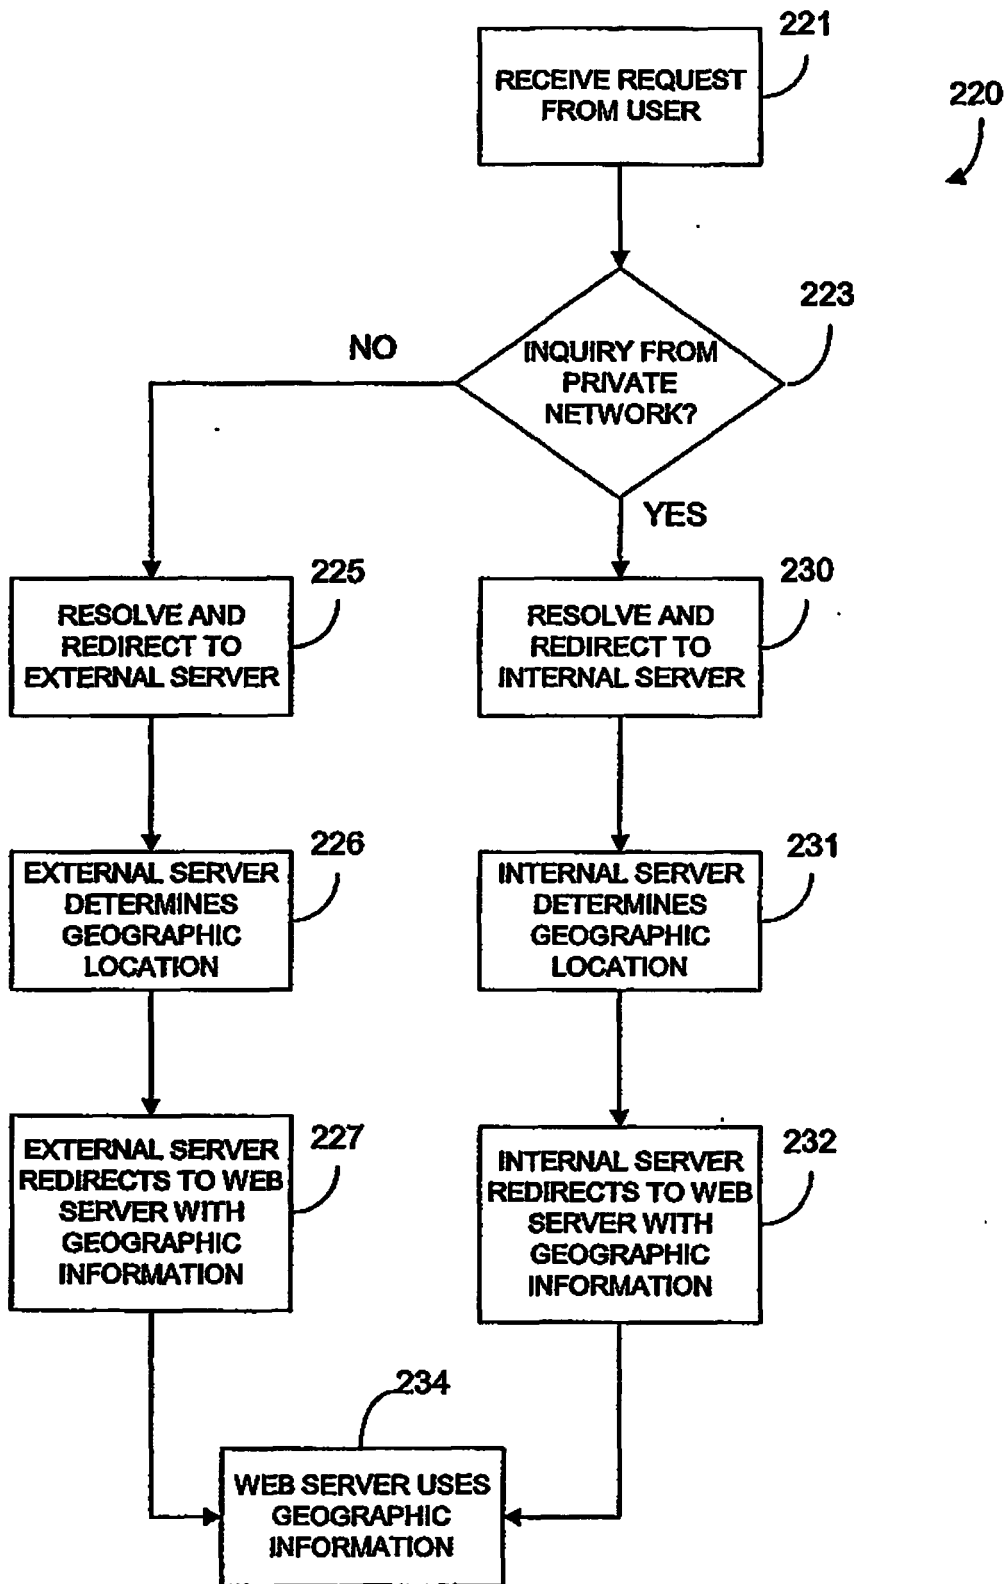 221
RECEIVE REQUEST
FROM USER
220
223
INQUIRY FROM
PRIVATE
NETWORK?
NO
YES
225
RESOLVE AND
REDIRECT TO
EXTERNAL SERVER
230
RESOLVE AND
REDIRECT TO
INTERNAL SERVER
226
EXTERNAL SERVER
DETERMINES
GEOGRAPHIC
LOCATION
231
INTERNAL SERVER
DETERMINES
GEOGRAPHIC
LOCATION
227
EXTERNAL SERVER
REDIRECTS TO WEB
SERVER WITH
GEOGRAPHIC
INFORMATION
232
INTERNAL SERVER
REDIRECTS TO WEB
SERVER WITH
GEOGRAPHIC
INFORMATION
234
WEB SERVER USES
GEOGRAPHIC
INFORMATION